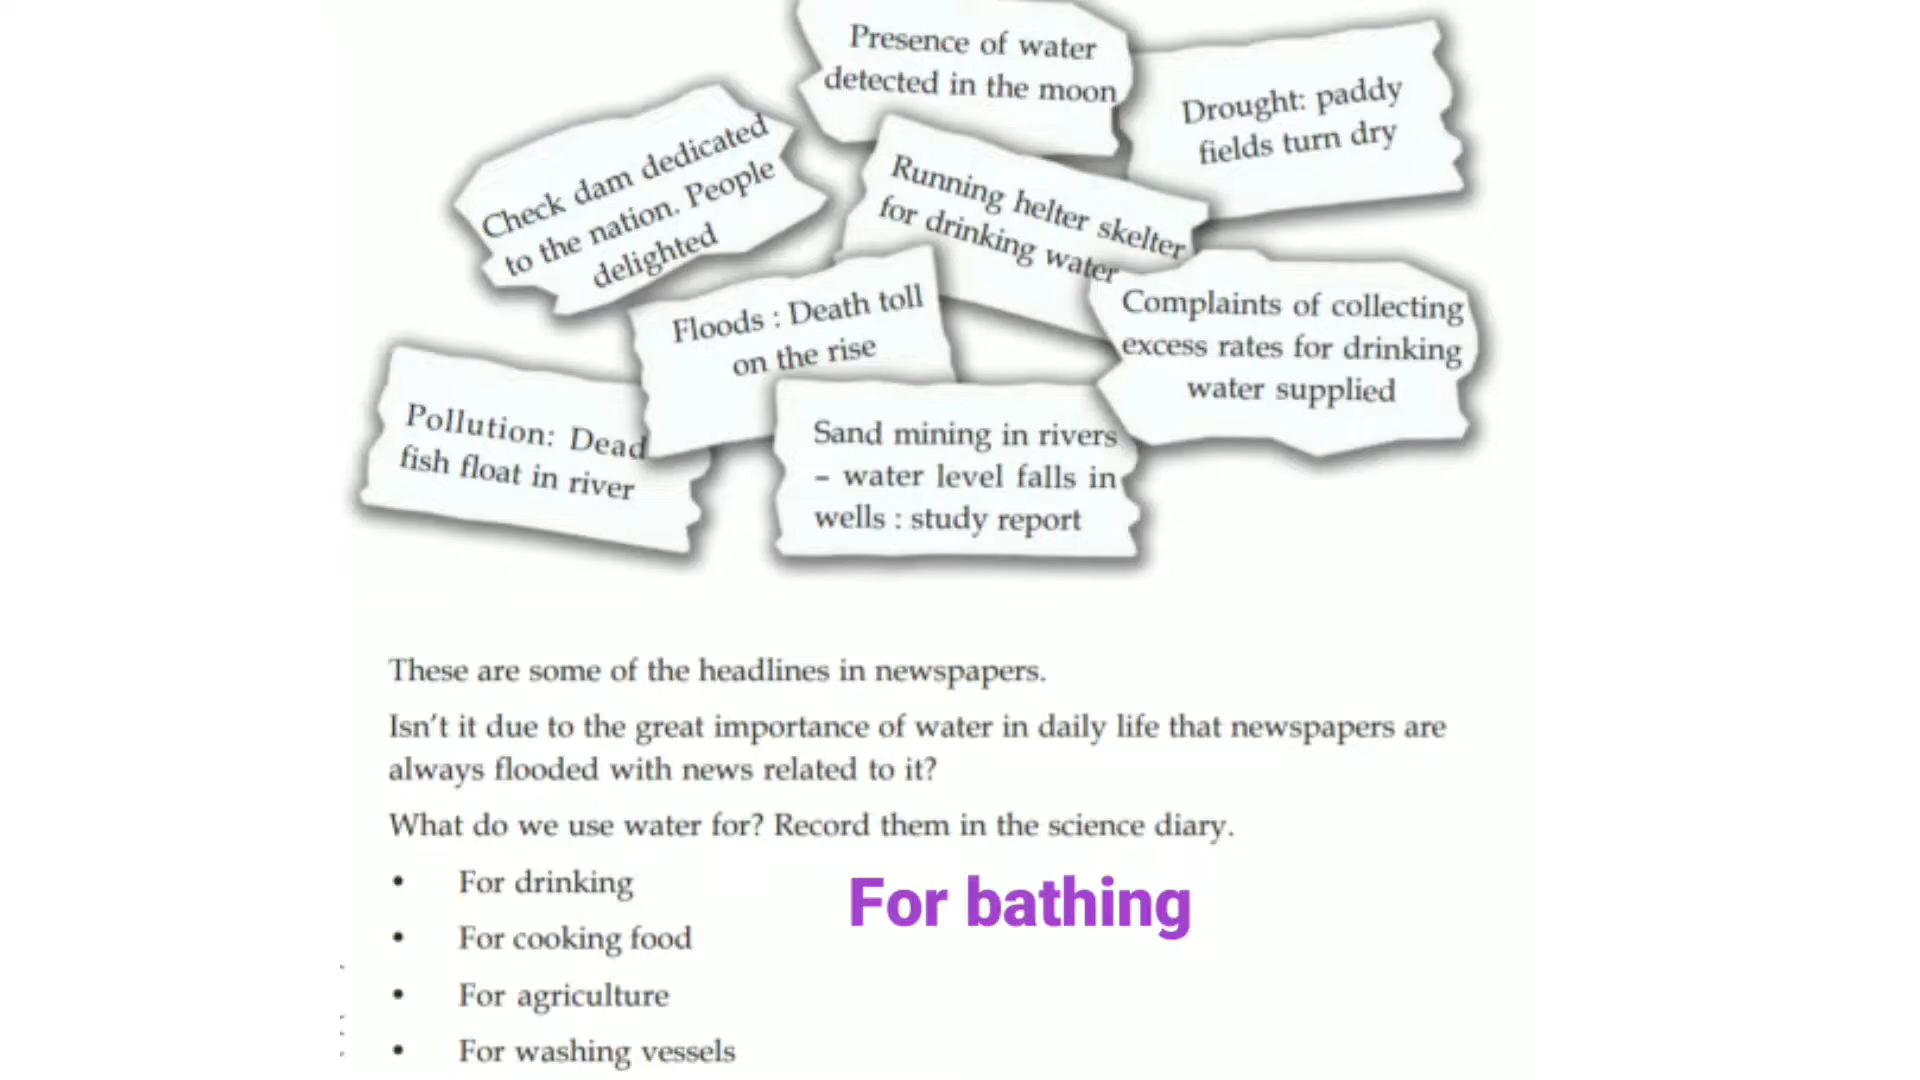 Presence of water
detected in the moon
Drought: paddy
fields turn dry
Check dam dedicated
to the nation. People
delighted
Running helter skelter
for drinking water
Complaints of collecting
excess rates for drinking
water supplied
Floods : Death toll
on the rise
Pollution: Dead
fish float in river
Sand mining in rivers
– water level falls in
wells : study report
These are some of the headlines in newspapers.
Isn't it due to the great importance of water in daily life that newspapers are
always flooded with news related to it?
What do we use water for? Record them in the science diary.
• For drinking
• For cooking food
• For agriculture
• For washing vessels
For bathing